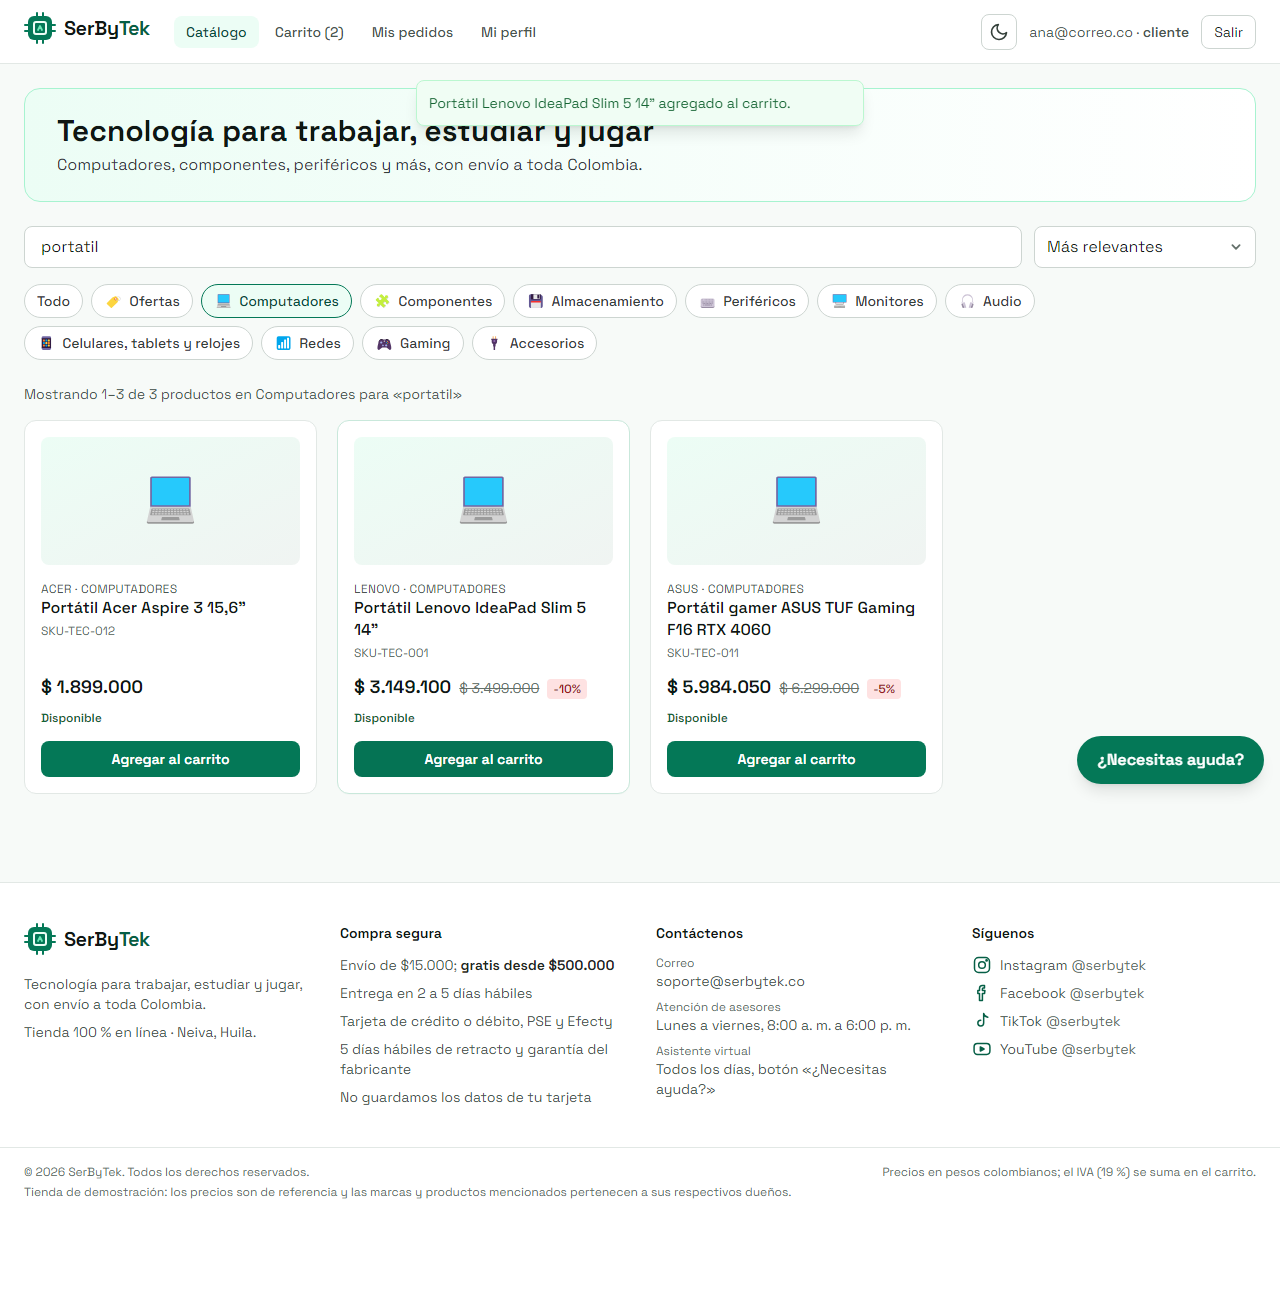 SerByTek
Catálogo
Carrito (2)
Mis pedidos
Mi perfil
ana@correo.co · cliente
Salir
Portátil Lenovo IdeaPad Slim 5 14” agregado al carrito.
Tecnología para trabajar, estudiar y jugar
Computadores, componentes, periféricos y más, con envío a toda Colombia.
portatil
Más relevantes
Todo
Ofertas
Computadores
Componentes
Almacenamiento
Periféricos
Monitores
Audio
Celulares, tablets y relojes
Redes
Gaming
Accesorios
Mostrando 1–3 de 3 productos en Computadores para «portatil»
ACER · COMPUTADORES
Portátil Acer Aspire 3 15,6”
SKU-TEC-012
$ 1.899.000
Disponible
Agregar al carrito
LENOVO · COMPUTADORES
Portátil Lenovo IdeaPad Slim 5
14”
SKU-TEC-001
$ 3.149.100 $ 3.499.000 -10%
Disponible
Agregar al carrito
ASUS · COMPUTADORES
Portátil gamer ASUS TUF Gaming
F16 RTX 4060
SKU-TEC-011
$ 5.984.050 $ 6.299.000 -5%
Disponible
Agregar al carrito
¿Necesitas ayuda?
SerByTek
Tecnología para trabajar, estudiar y jugar,
con envío a toda Colombia.
Tienda 100 % en línea · Neiva, Huila.
Compra segura
Envío de $15.000; gratis desde $500.000
Entrega en 2 a 5 días hábiles
Tarjeta de crédito o débito, PSE y Efecty
5 días hábiles de retracto y garantía del
fabricante
No guardamos los datos de tu tarjeta
Contáctenos
Correo
soporte@serbytek.co
Atención de asesores
Lunes a viernes, 8:00 a. m. a 6:00 p. m.
Asistente virtual
Todos los días, botón «¿Necesitas
ayuda?»
Síguenos
Instagram @serbytek
Facebook @serbytek
TikTok @serbytek
YouTube @serbytek
© 2026 SerByTek. Todos los derechos reservados.
Precios en pesos colombianos; el IVA (19 %) se suma en el carrito.
Tienda de demostración: los precios son de referencia y las marcas y productos mencionados pertenecen a sus respectivos dueños.